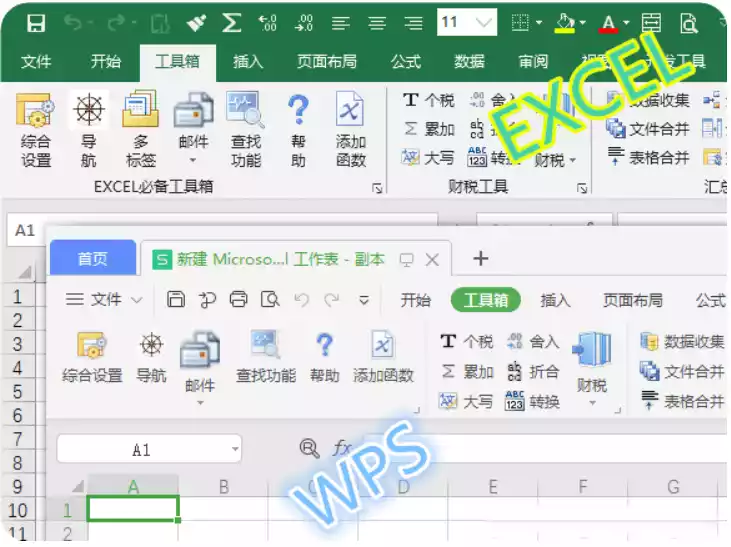 11
文件 开始 工具箱 插入 页面布局 公式 数据 审阅 开发工具
EXCEL
综合设置 导航 多标签 邮件 查找功能 帮助 添加函数
EXCEL必备工具箱
T 个税 舍入
Σ 累加
大写 ABC 123 转换 财税
财税工具
数据收集
文件合并
表格合并
汇总
A1
首页 新建 Microso...l 工作表 - 副本
文件 开始 工具箱 插入 页面布局 公式
综合设置 导航 邮件 查找功能 帮助 添加函数
T 个税 舍入 数据收集
Σ 累加 折合 财税 文件合并
大写 ABC 123 转换 表格合并
A1 fx
WPS
A B C D E F G
1
2
1
2
3
4
5
6
7
8
9
10
11